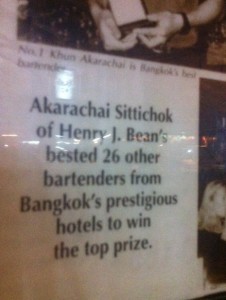 No. 1 Khun Akarachai is Bangkok's best
bartender
Akarachai Sittichok
of Henry J. Bean's
bested 26 other
bartenders from
Bangkok's prestigious
hotels to win
the top prize.